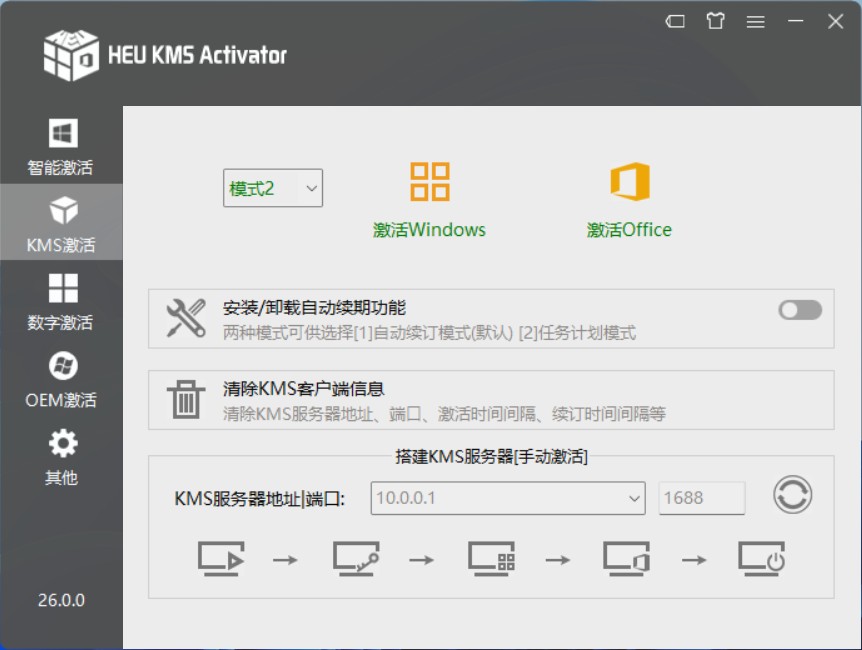 HEU KMS Activator
智能激活
KMS激活
数字激活
OEM激活
其他
26.0.0
模式2
激活Windows
激活Office
安装/卸载自动续期功能
两种模式可供选择[1]自动续订模式(默认) [2]任务计划模式
清除KMS客户端信息
清除KMS服务器地址、端口、激活时间间隔、续订时间间隔等
搭建KMS服务器[手动激活]
KMS服务器地址|端口:
10.0.0.1
1688